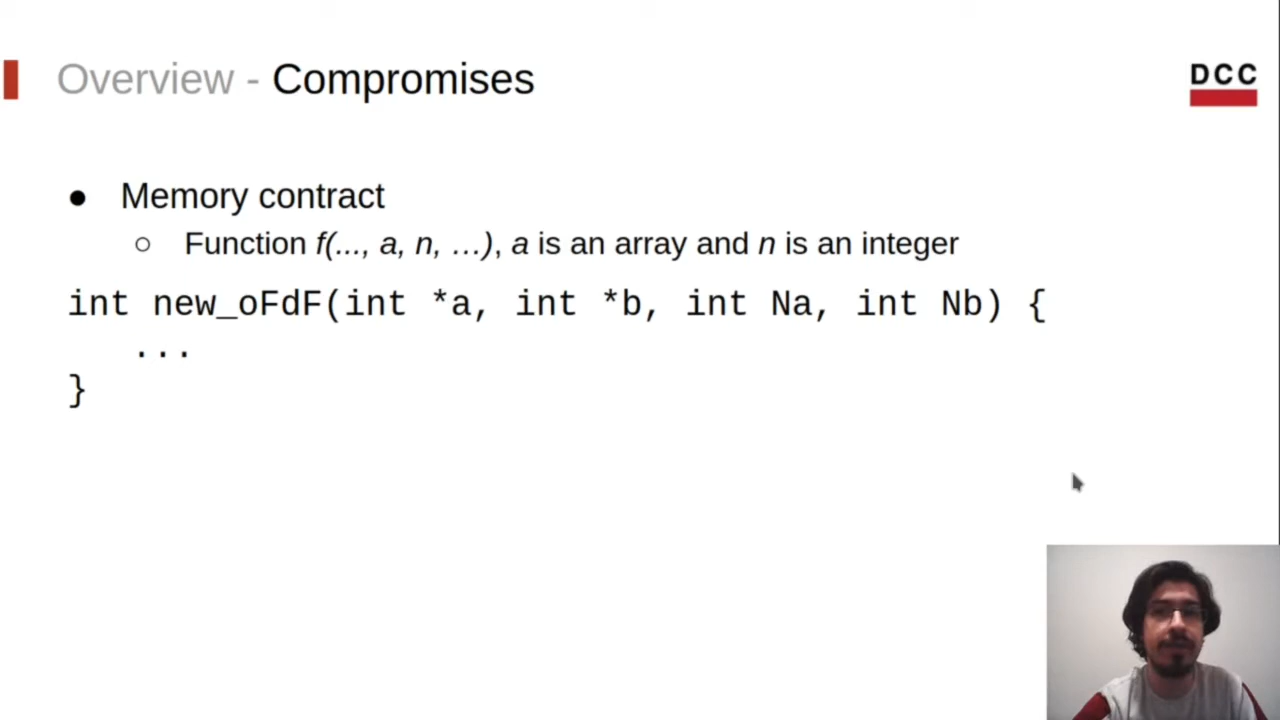 Overview - Compromises
DCC
● Memory contract
○ Function f(..., a, n, …), a is an array and n is an integer
int new_oFdF(int *a, int *b, int Na, int Nb) {
...
}